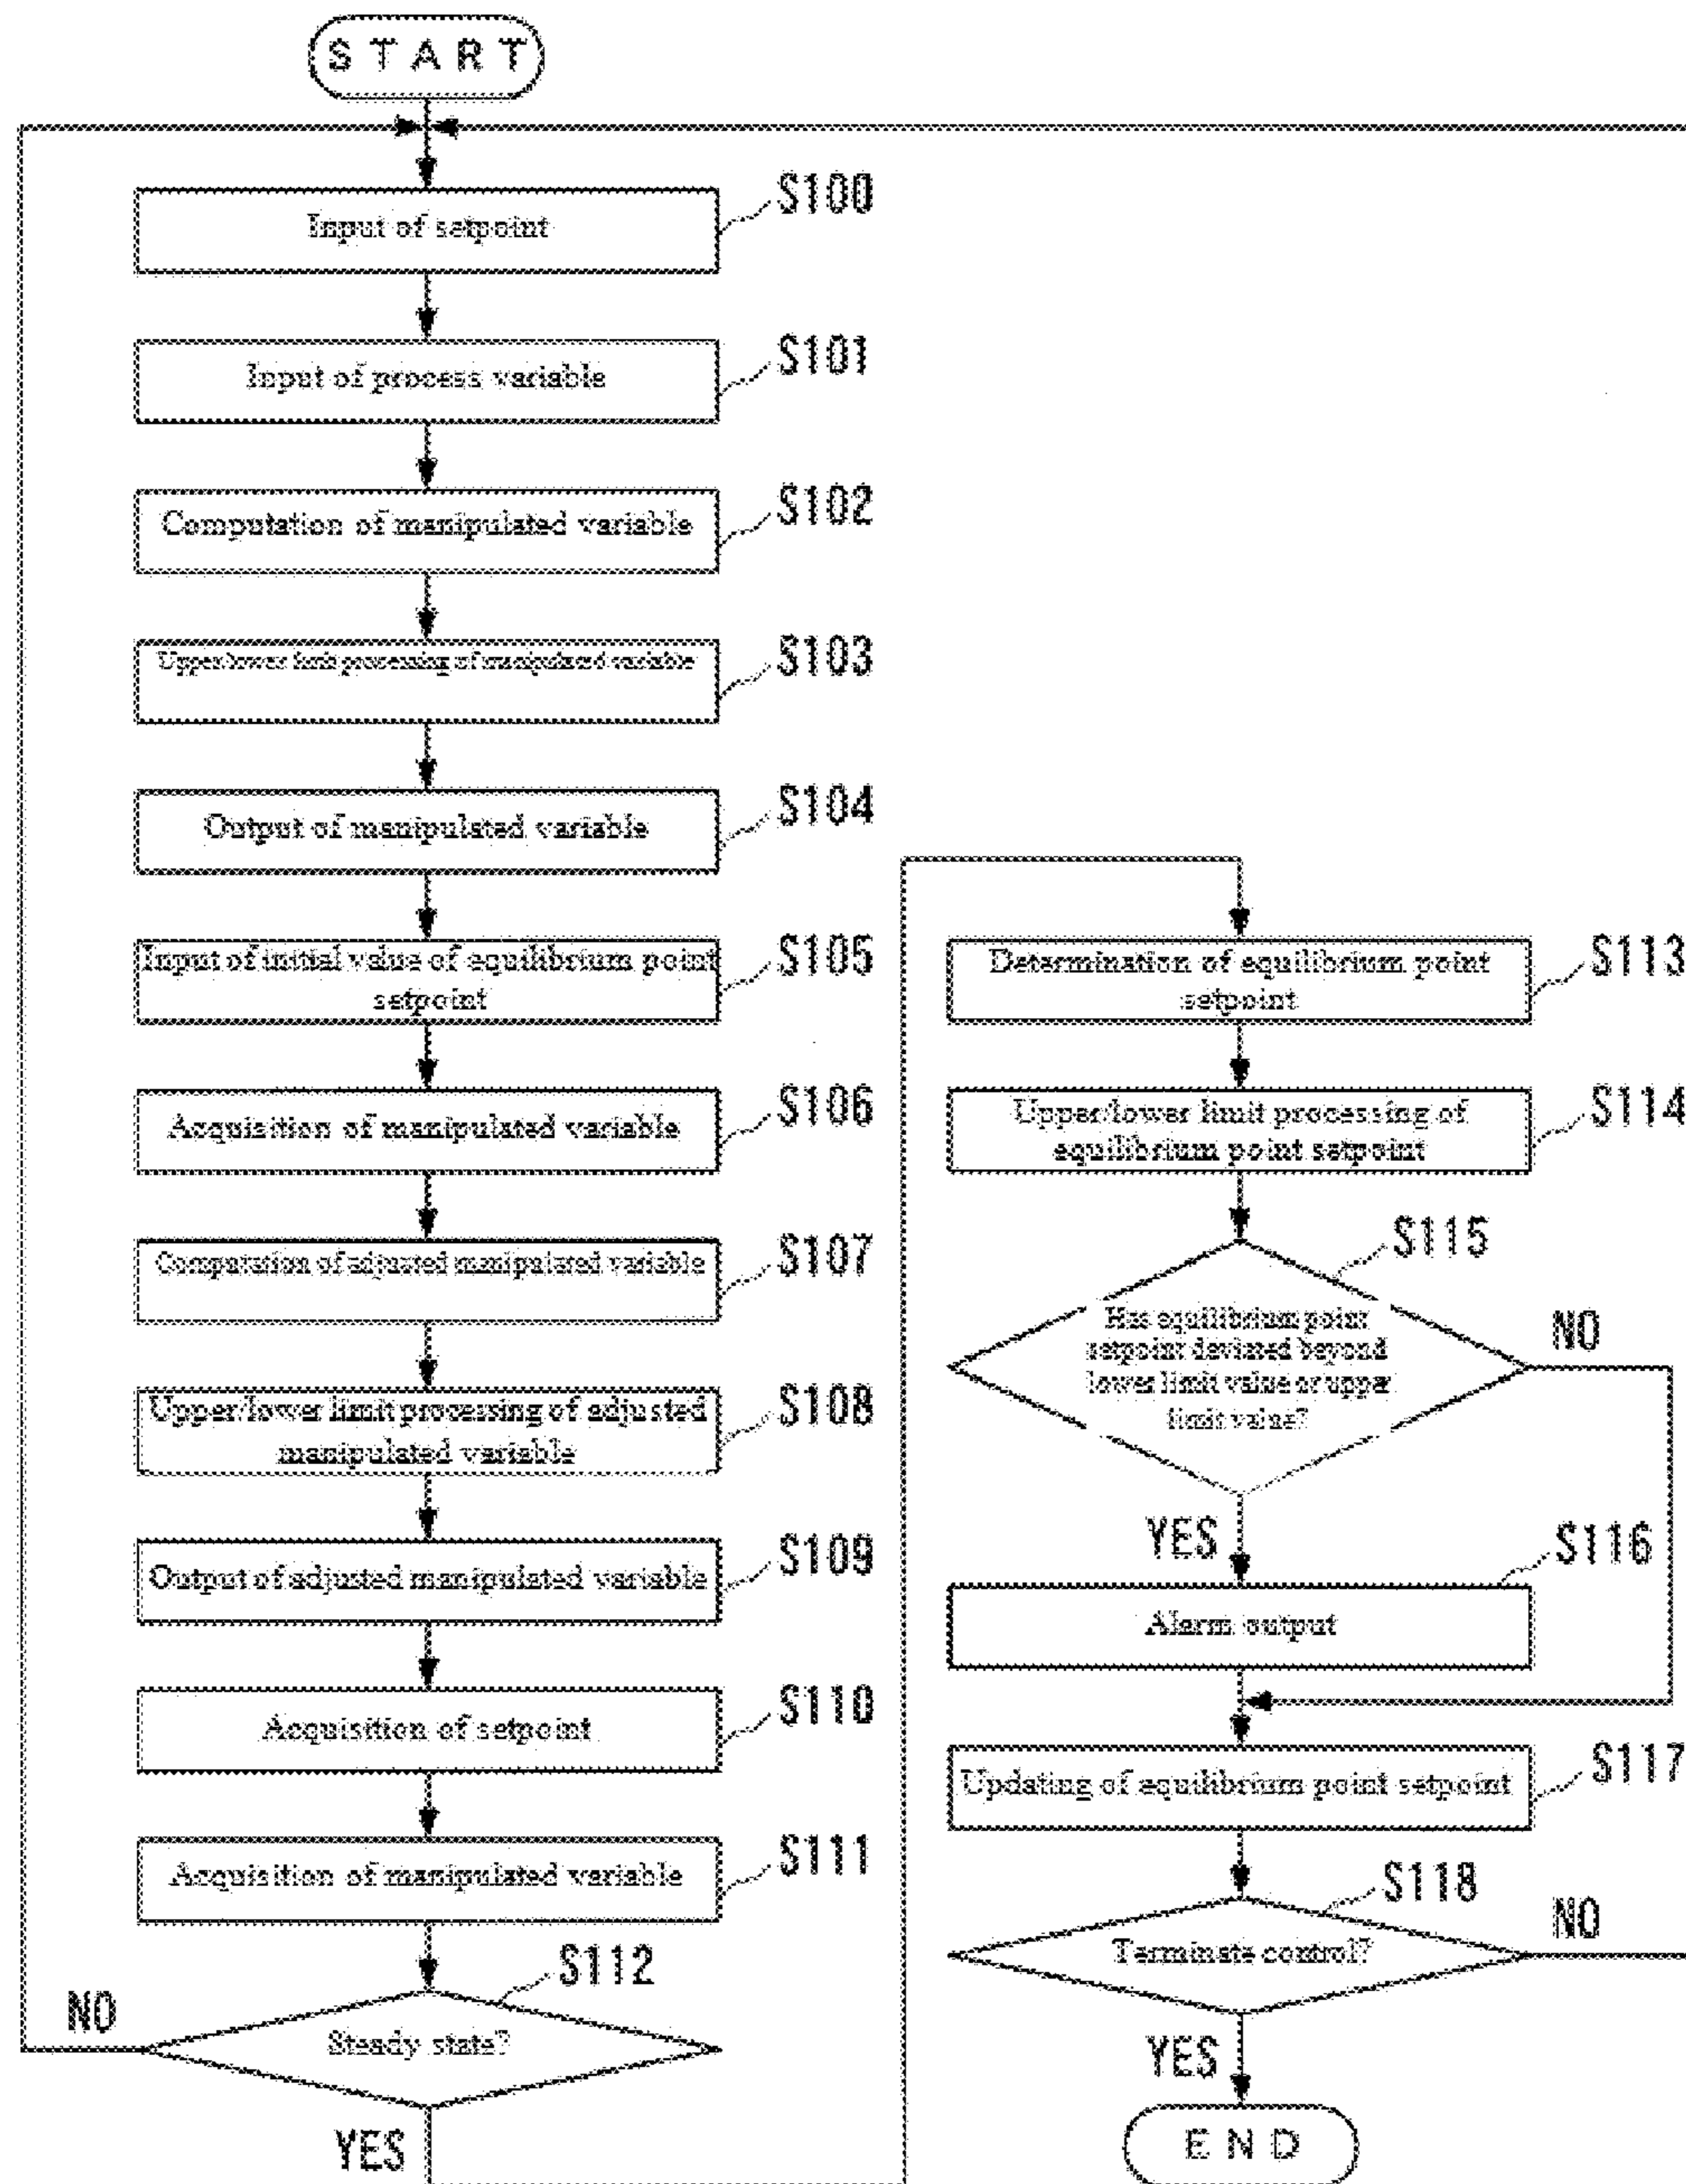 START
Input of setpoint
S100
Input of process variable
S101
Computation of manipulated variable
S102
Upper/lower limit processing of manipulated variable
S103
Output of manipulated variable
S104
Input of initial value of equilibrium point
setpoint
S105
Acquisition of manipulated variable
S106
Computation of adjusted manipulated variable
S107
Upper/lower limit processing of adjusted
manipulated variable
S108
Output of adjusted manipulated variable
S109
Acquisition of setpoint
S110
Acquisition of manipulated variable
S111
S112
Steady state?
NO
YES
Determination of equilibrium point
setpoint
S113
Upper/lower limit processing of
equilibrium point setpoint
S114
S115
Has equilibrium point
setpoint deviated beyond
lower limit value or upper
limit value?
NO
YES
S116
Alarm output
Updating of equilibrium point setpoint
S117
S118
Terminate control?
NO
YES
END